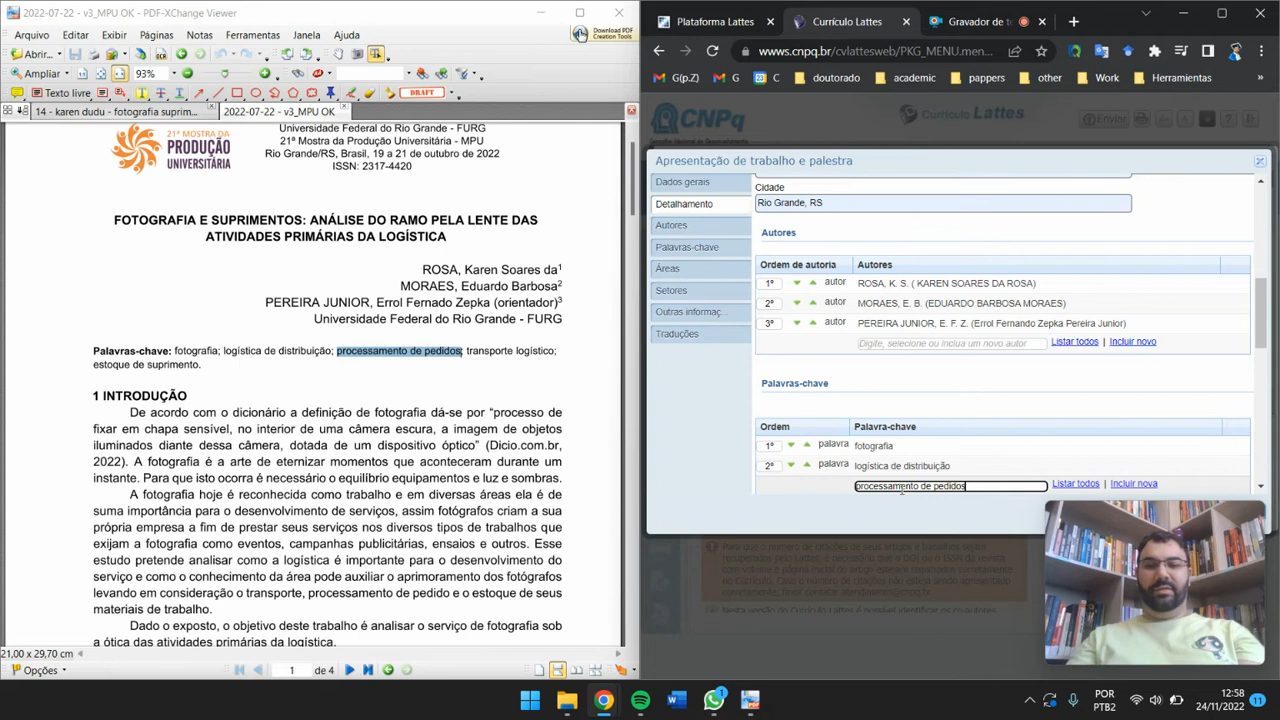 2022-07-22 - v3_MPU OK - PDF-XChange Viewer
Arquivo Editar Exibir Páginas Notas Ferramentas Janela Ajuda
Download PDF
Creation Tools
Abrir...
Ampliar 93%
Texto livre DRAFT
14 - karen dudu - fotografia suprim... 2022-07-22 - v3_MPU OK
21ª MOSTRA DA
PRODUÇÃO
UNIVERSITÁRIA
Universidade Federal do Rio Grande - FURG
21ª Mostra da Produção Universitária - MPU
Rio Grande/RS, Brasil, 19 a 21 de outubro de 2022
ISSN: 2317-4420
FOTOGRAFIA E SUPRIMENTOS: ANÁLISE DO RAMO PELA LENTE DAS
ATIVIDADES PRIMÁRIAS DA LOGÍSTICA
ROSA, Karen Soares da1
MORAES, Eduardo Barbosa2
PEREIRA JUNIOR, Errol Fernado Zepka (orientador)3
Universidade Federal do Rio Grande - FURG
Palavras-chave: fotografia; logística de distribuição; processamento de pedidos; transporte logístico;
estoque de suprimento.
1 INTRODUÇÃO
De acordo com o dicionário a definição de fotografia dá-se por “processo de
fixar em chapa sensível, no interior de uma câmera escura, a imagem de objetos
iluminados diante dessa câmera, dotada de um dispositivo óptico” (Dicio.com.br,
2022). A fotografia é a arte de eternizar momentos que aconteceram durante um
instante. Para que isto ocorra é necessário o equilíbrio equipamentos e luz e sombras.
A fotografia hoje é reconhecida como trabalho e em diversas áreas ela é de
suma importância para o desenvolvimento de serviços, assim fotógrafos criam a sua
própria empresa a fim de prestar seus serviços nos diversos tipos de trabalhos que
exijam a fotografia como eventos, campanhas publicitárias, ensaios e outros. Esse
estudo pretende analisar como a logística é importante para o desenvolvimento do
serviço e como o conhecimento da área pode auxiliar o aprimoramento dos fotógrafos
levando em consideração o transporte, processamento de pedido e o estoque de seus
materiais de trabalho.
Dado o exposto, o objetivo deste trabalho é analisar o serviço de fotografia sob
a ótica das atividades primárias da logística.
21,00 x 29,70 cm
Opções 1 de 4
Plataforma Lattes Currículo Lattes Gravador de te
wwws.cnpq.br/cvlattesweb/PKG_MENU.men...
G(p.Z) G C doutorado academic pappers other Work Herramientas
CNPq Currículo Lattes Enviar
Apresentação de trabalho e palestra
Dados gerais
Detalhamento
Autores
Palavras-chave
Áreas
Setores
Outras informaç...
Traduções
Cidade
Rio Grande, RS
Autores
Ordem de autoria Autores
1º autor ROSA, K. S. ( KAREN SOARES DA ROSA)
2º autor MORAES, E. B. (EDUARDO BARBOSA MORAES)
3º autor PEREIRA JUNIOR, E. F. Z. (Errol Fernando Zepka Pereira Junior)
Digite, selecione ou inclua um novo autor Listar todos | Incluir novo
Palavras-chave
Ordem Palavra-chave
1º palavra fotografia
2º palavra logística de distribuição
processamento de pedidos Listar todos | Incluir nova
1
POR
PTB2
12:58
24/11/2022
11